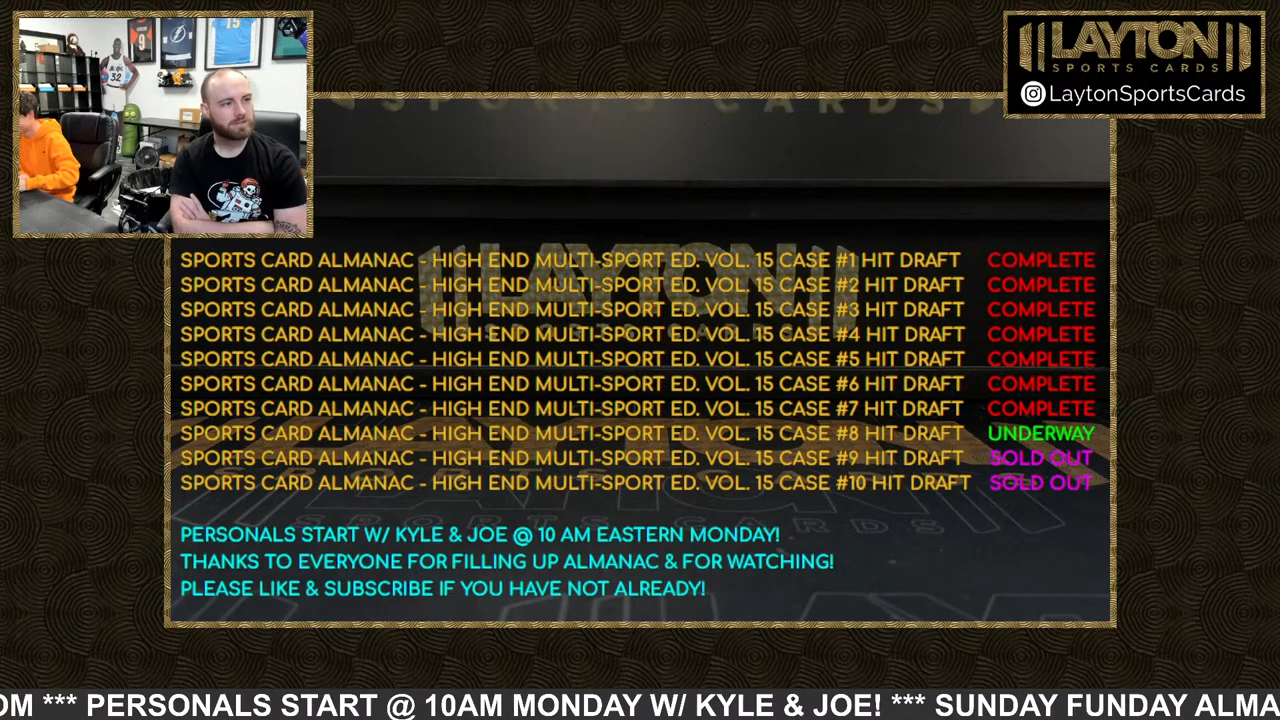 15
9
32
LAYTON
SPORTS CARDS
LaytonSportsCards
SPORTS CARDS
LAYTON
SPORTS CARD ALMANAC - HIGH END MULTI-SPORT ED. VOL. 15 CASE #1 HIT DRAFT COMPLETE
SPORTS CARD ALMANAC - HIGH END MULTI-SPORT ED. VOL. 15 CASE #2 HIT DRAFT COMPLETE
SPORTS CARD ALMANAC - HIGH END MULTI-SPORT ED. VOL. 15 CASE #3 HIT DRAFT COMPLETE
SPORTS CARD ALMANAC - HIGH END MULTI-SPORT ED. VOL. 15 CASE #4 HIT DRAFT COMPLETE
SPORTS CARD ALMANAC - HIGH END MULTI-SPORT ED. VOL. 15 CASE #5 HIT DRAFT COMPLETE
SPORTS CARD ALMANAC - HIGH END MULTI-SPORT ED. VOL. 15 CASE #6 HIT DRAFT COMPLETE
SPORTS CARD ALMANAC - HIGH END MULTI-SPORT ED. VOL. 15 CASE #7 HIT DRAFT COMPLETE
SPORTS CARD ALMANAC - HIGH END MULTI-SPORT ED. VOL. 15 CASE #8 HIT DRAFT UNDERWAY
SPORTS CARD ALMANAC - HIGH END MULTI-SPORT ED. VOL. 15 CASE #9 HIT DRAFT SOLD OUT
SPORTS CARD ALMANAC - HIGH END MULTI-SPORT ED. VOL. 15 CASE #10 HIT DRAFT SOLD OUT
PERSONALS START W/ KYLE & JOE @ 10 AM EASTERN MONDAY!
THANKS TO EVERYONE FOR FILLING UP ALMANAC & FOR WATCHING!
PLEASE LIKE & SUBSCRIBE IF YOU HAVE NOT ALREADY!
OM *** PERSONALS START @ 10AM MONDAY W/ KYLE & JOE! *** SUNDAY FUNDAY ALMA